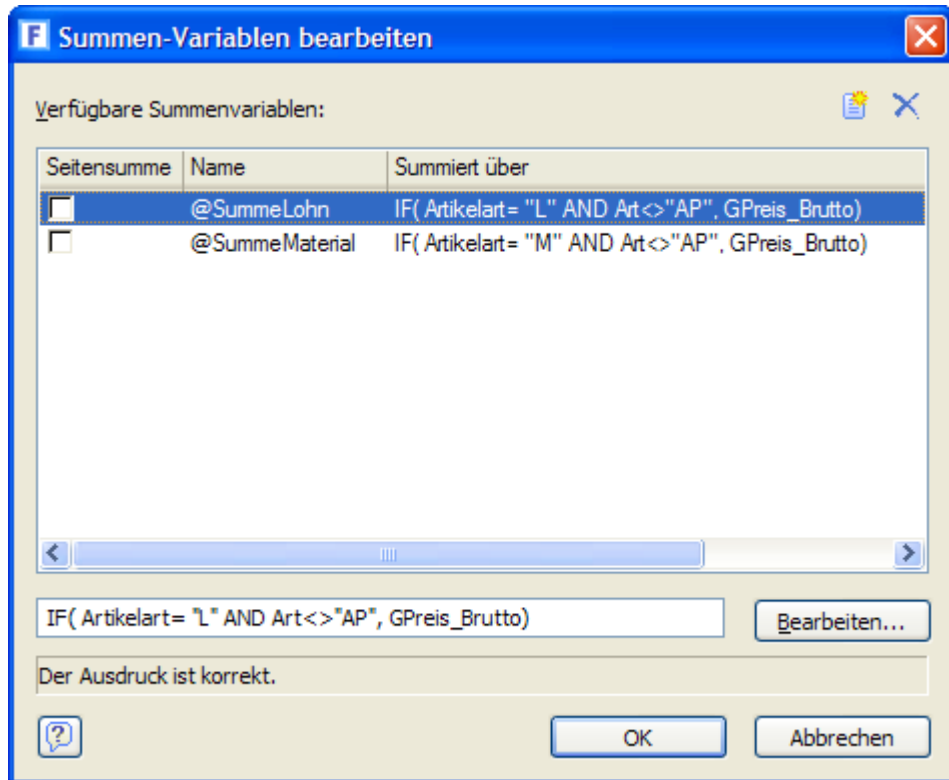 F Summen-Variablen bearbeiten
Verfügbare Summenvariablen:
Seitensumme Name Summiert über
@SummeLohn IF( Artikelart= "L" AND Art<>"AP", GPreis_Brutto)
@SummeMaterial IF( Artikelart= "M" AND Art<>"AP", GPreis_Brutto)
IF( Artikelart= "L" AND Art<>"AP", GPreis_Brutto)
Bearbeiten...
Der Ausdruck ist korrekt.
? OK Abbrechen